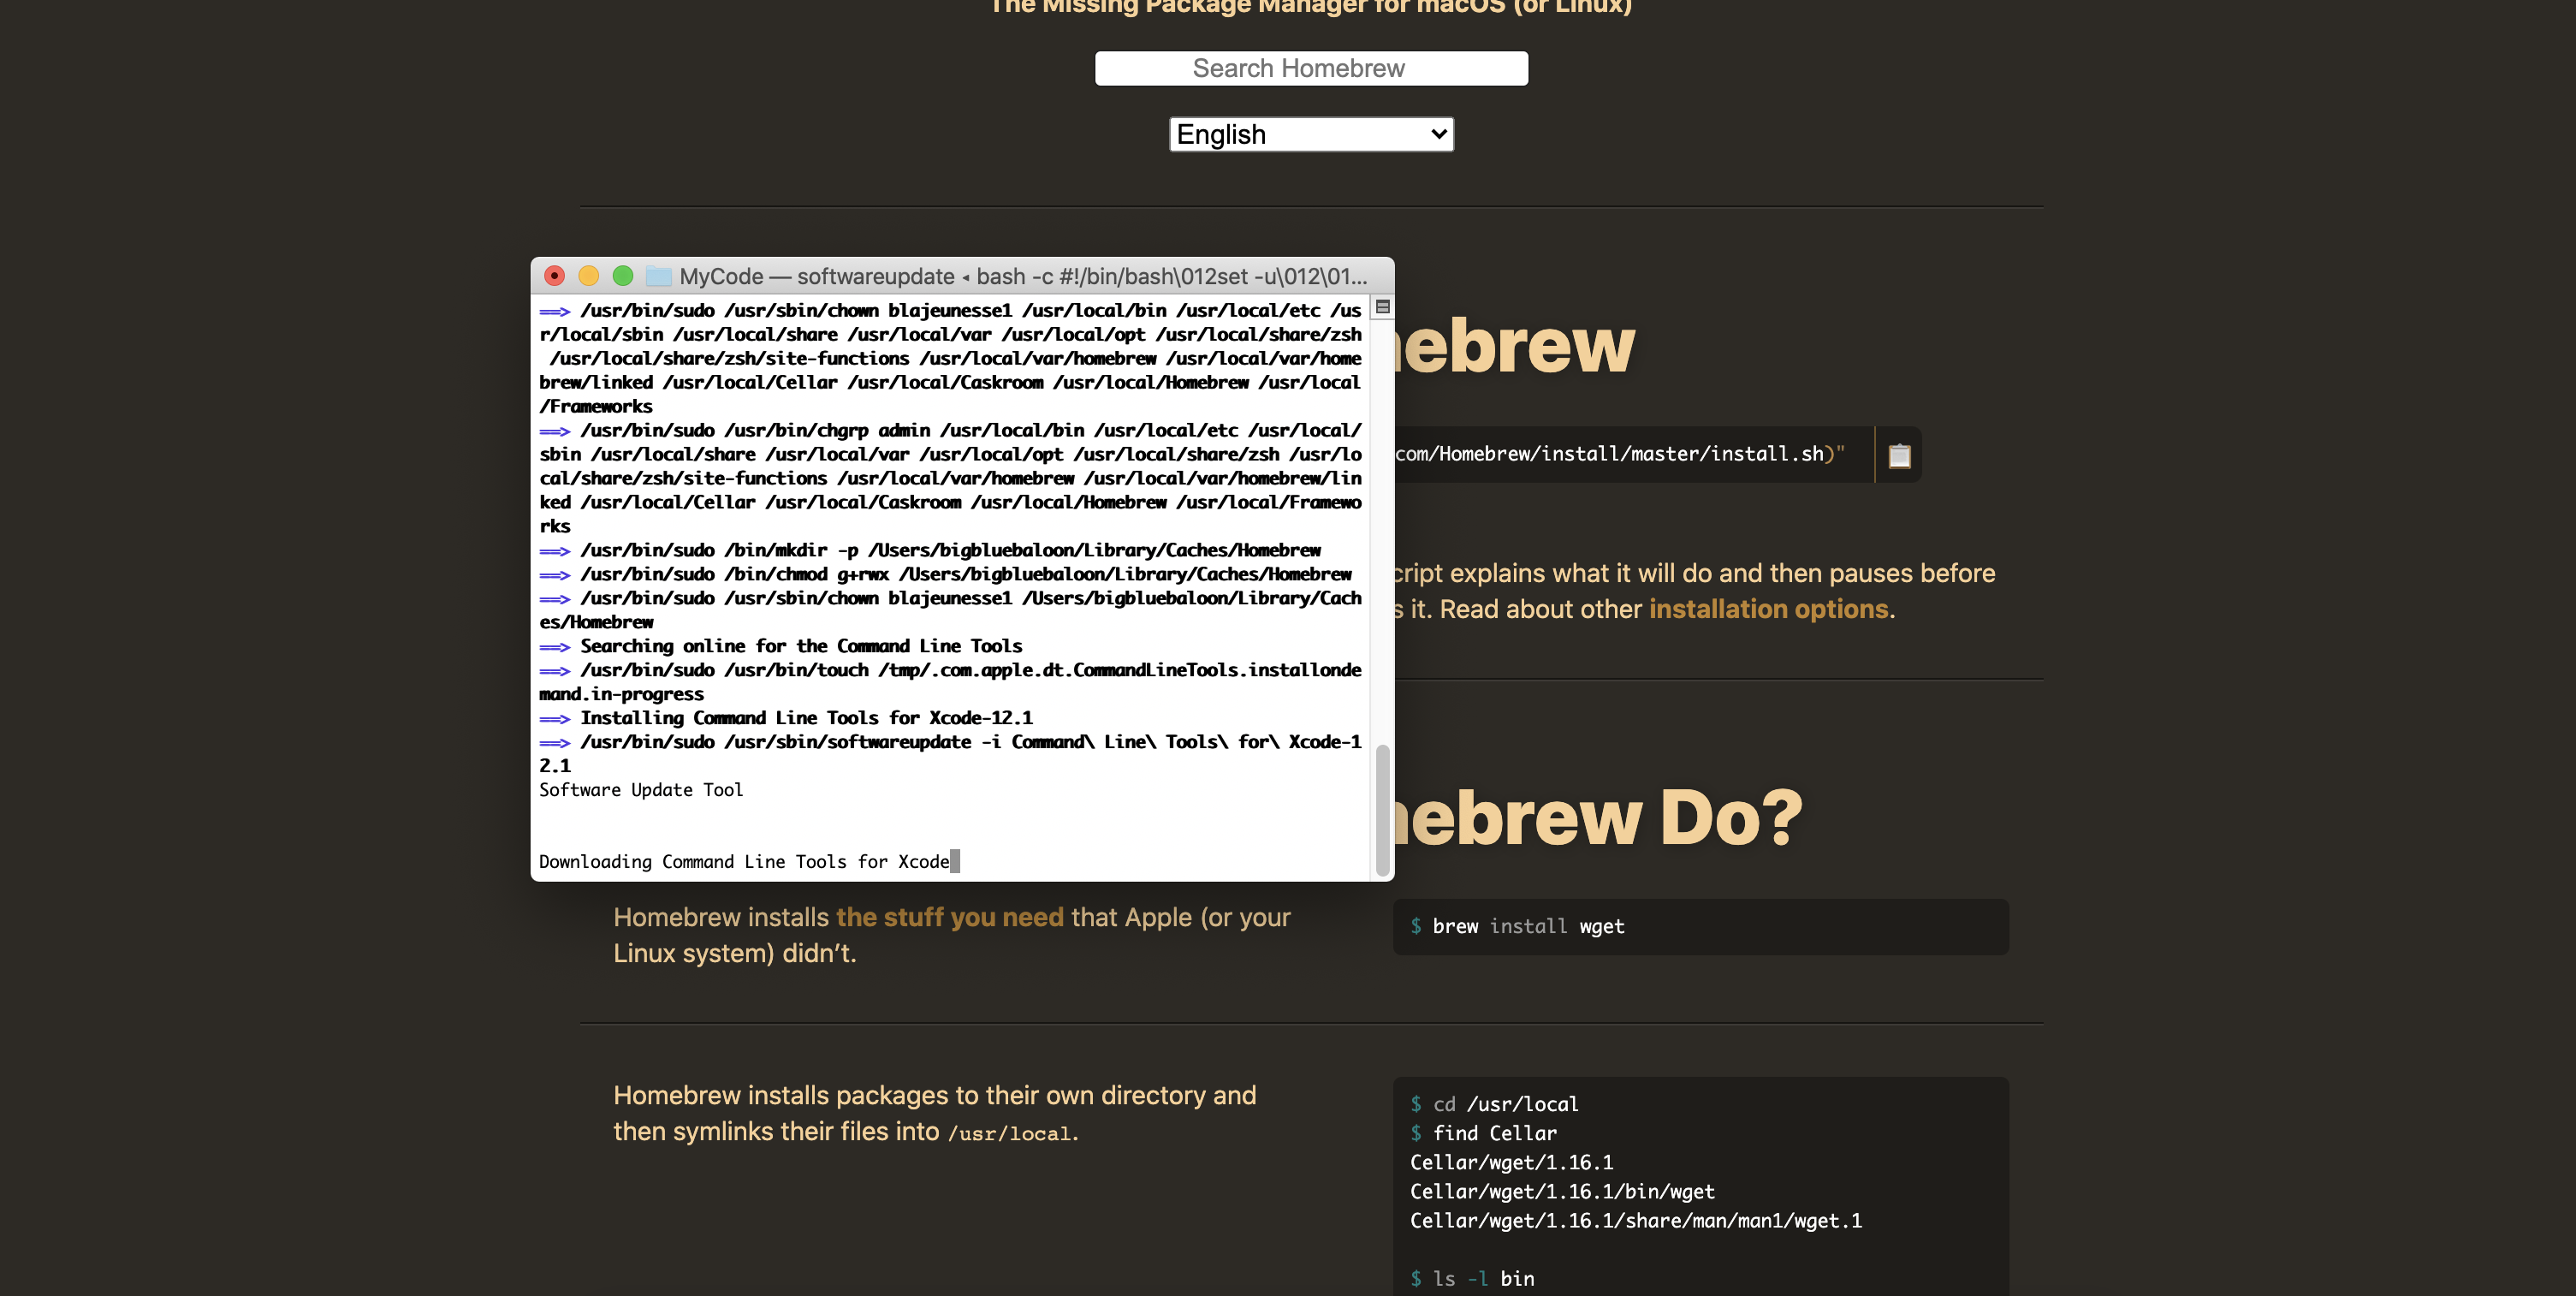 The Missing Package Manager for macOS (or Linux)
Search Homebrew
English
MyCode — softwareupdate ◂ bash -c #!/bin/bash\012set -u\012\01...
==> /usr/bin/sudo /usr/sbin/chown blajeunesse1 /usr/local/bin /usr/local/etc /us
r/local/sbin /usr/local/share /usr/local/var /usr/local/opt /usr/local/share/zsh
/usr/local/share/zsh/site-functions /usr/local/var/homebrew /usr/local/var/home
brew/linked /usr/local/Cellar /usr/local/Caskroom /usr/local/Homebrew /usr/local
/Frameworks
==> /usr/bin/sudo /usr/bin/chgrp admin /usr/local/bin /usr/local/etc /usr/local/
sbin /usr/local/share /usr/local/var /usr/local/opt /usr/local/share/zsh /usr/lo
cal/share/zsh/site-functions /usr/local/var/homebrew /usr/local/var/homebrew/lin
ked /usr/local/Cellar /usr/local/Caskroom /usr/local/Homebrew /usr/local/Framewo
rks
==> /usr/bin/sudo /bin/mkdir -p /Users/bigbluebaloon/Library/Caches/Homebrew
==> /usr/bin/sudo /bin/chmod g+rwx /Users/bigbluebaloon/Library/Caches/Homebrew
==> /usr/bin/sudo /usr/sbin/chown blajeunesse1 /Users/bigbluebaloon/Library/Cach
es/Homebrew
==> Searching online for the Command Line Tools
==> /usr/bin/sudo /usr/bin/touch /tmp/.com.apple.dt.CommandLineTools.installonde
mand.in-progress
==> Installing Command Line Tools for Xcode-12.1
==> /usr/bin/sudo /usr/sbin/softwareupdate -i Command\ Line\ Tools\ for\ Xcode-1
2.1
Software Update Tool
Downloading Command Line Tools for Xcode
ebrew
com/Homebrew/install/master/install.sh)"
cript explains what it will do and then pauses before
s it. Read about other installation options.
ebrew Do?
Homebrew installs the stuff you need that Apple (or your
Linux system) didn’t.
$ brew install wget
Homebrew installs packages to their own directory and
then symlinks their files into /usr/local.
$ cd /usr/local
$ find Cellar
Cellar/wget/1.16.1
Cellar/wget/1.16.1/bin/wget
Cellar/wget/1.16.1/share/man/man1/wget.1
$ ls -l bin